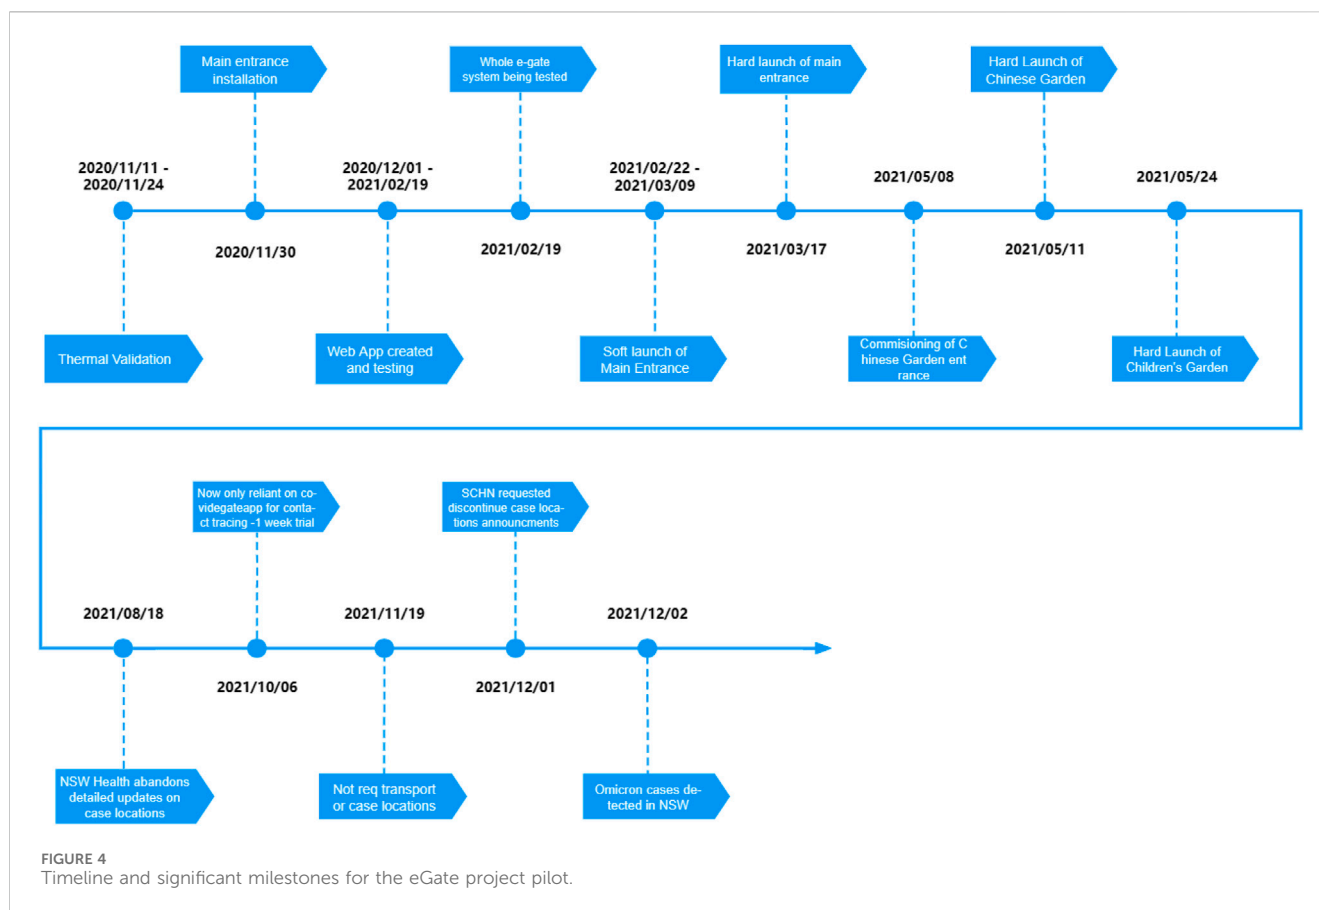 Main entrance
installation
Whole e-gate
system being tested
Hard launch of main
entrance
Hard Launch of
Chinese Garden
2020/11/11 -
2020/11/24
2020/12/01 -
2021/02/19
2021/02/22 -
2021/03/09
2021/05/08
2021/05/24
2020/11/30
2021/02/19
2021/03/17
2021/05/11
Thermal Validation
Web App created
and testing
Soft launch of
Main Entrance
Commisioning of C
hinese Garden ent
rance
Hard Launch of
Children's Garden
Now only reliant on co-
videgateapp for conta-
ct tracing -1 week trial
SCHN requested
discontinue case loca-
tions announcments
2021/08/18
2021/11/19
2021/12/02
2021/10/06
2021/12/01
NSW Health abandons
detailed updates on
case locations
Not req transport
or case locations
Omicron cases de-
tected in NSW
FIGURE 4
Timeline and significant milestones for the eGate project pilot.